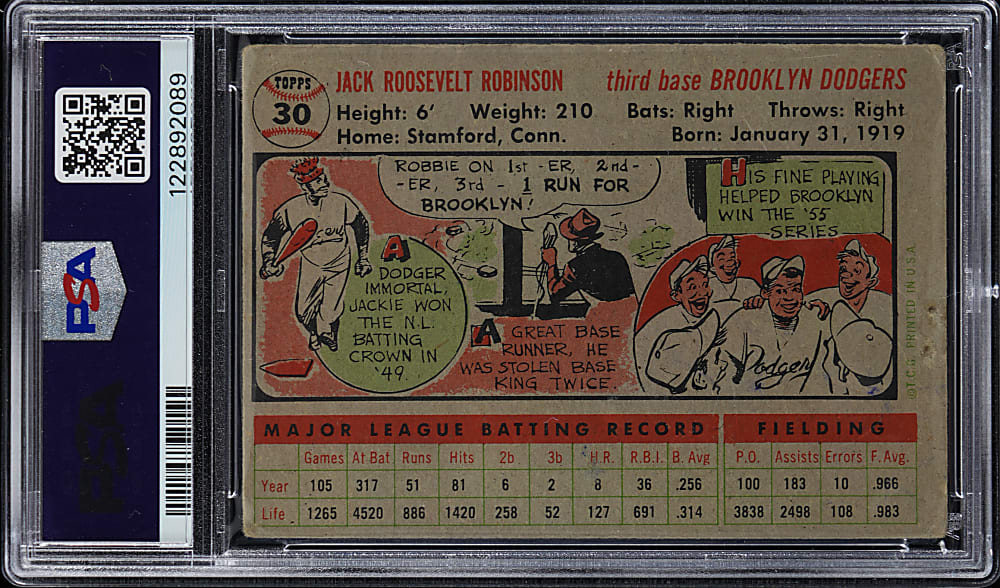 PSA
122892089
PSA
TOPPS
30
JACK ROOSEVELT ROBINSON third base BROOKLYN DODGERS
Height: 6' Weight: 210 Bats: Right Throws: Right
Home: Stamford, Conn. Born: January 31, 1919
ROBBIE ON 1st -ER, 2nd-
-ER, 3rd - 1 RUN FOR
BROOKLYN!
HIS FINE PLAYING
HELPED BROOKLYN
WIN THE '55
SERIES
A
DODGER
IMMORTAL,
JACKIE WON
THE N.L.
BATTING
CROWN IN
'49.
A GREAT BASE
RUNNER, HE
WAS STOLEN BASE
KING TWICE.
Dodgers
©T.C.G. PRINTED IN U.S.A.
MAJOR LEAGUE BATTING RECORD FIELDING
Games At Bat Runs Hits 2b 3b H.R. R.B.I. B. Avg P.O. Assists Errors F. Avg.
Year 105 317 51 81 6 2 8 36 .256 100 183 10 .966
Life 1265 4520 886 1420 258 52 127 691 .314 3838 2498 108 .983